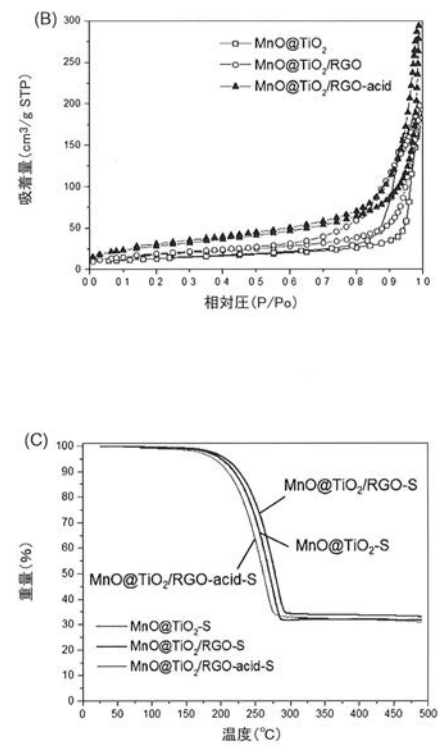 (B)
300
250
200
150
100
50
0
吸着量(cm³/g STP)
MnO@TiO₂
MnO@TiO₂/RGO
MnO@TiO₂/RGO-acid
0 0 0 1 0 2 0 3 0 4 0 5 0 6 0 7 0 8 0 9 1 0
相対圧(P/Po)
(C)
100
90
80
70
60
50
40
30
20
10
0
重量(%)
MnO@TiO₂/RGO-S
MnO@TiO₂-S
MnO@TiO₂/RGO-acid-S
MnO@TiO₂-S
MnO@TiO₂/RGO-S
MnO@TiO₂/RGO-acid-S
0 50 100 150 200 250 300 350 400 450 500
温度(°C)